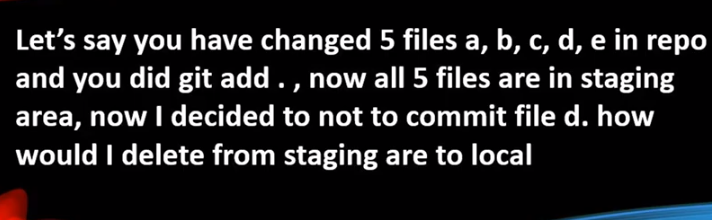 Let’s say you have changed 5 files a, b, c, d, e in repo
and you did git add . , now all 5 files are in staging
area, now I decided to not to commit file d. how
would I delete from staging are to local